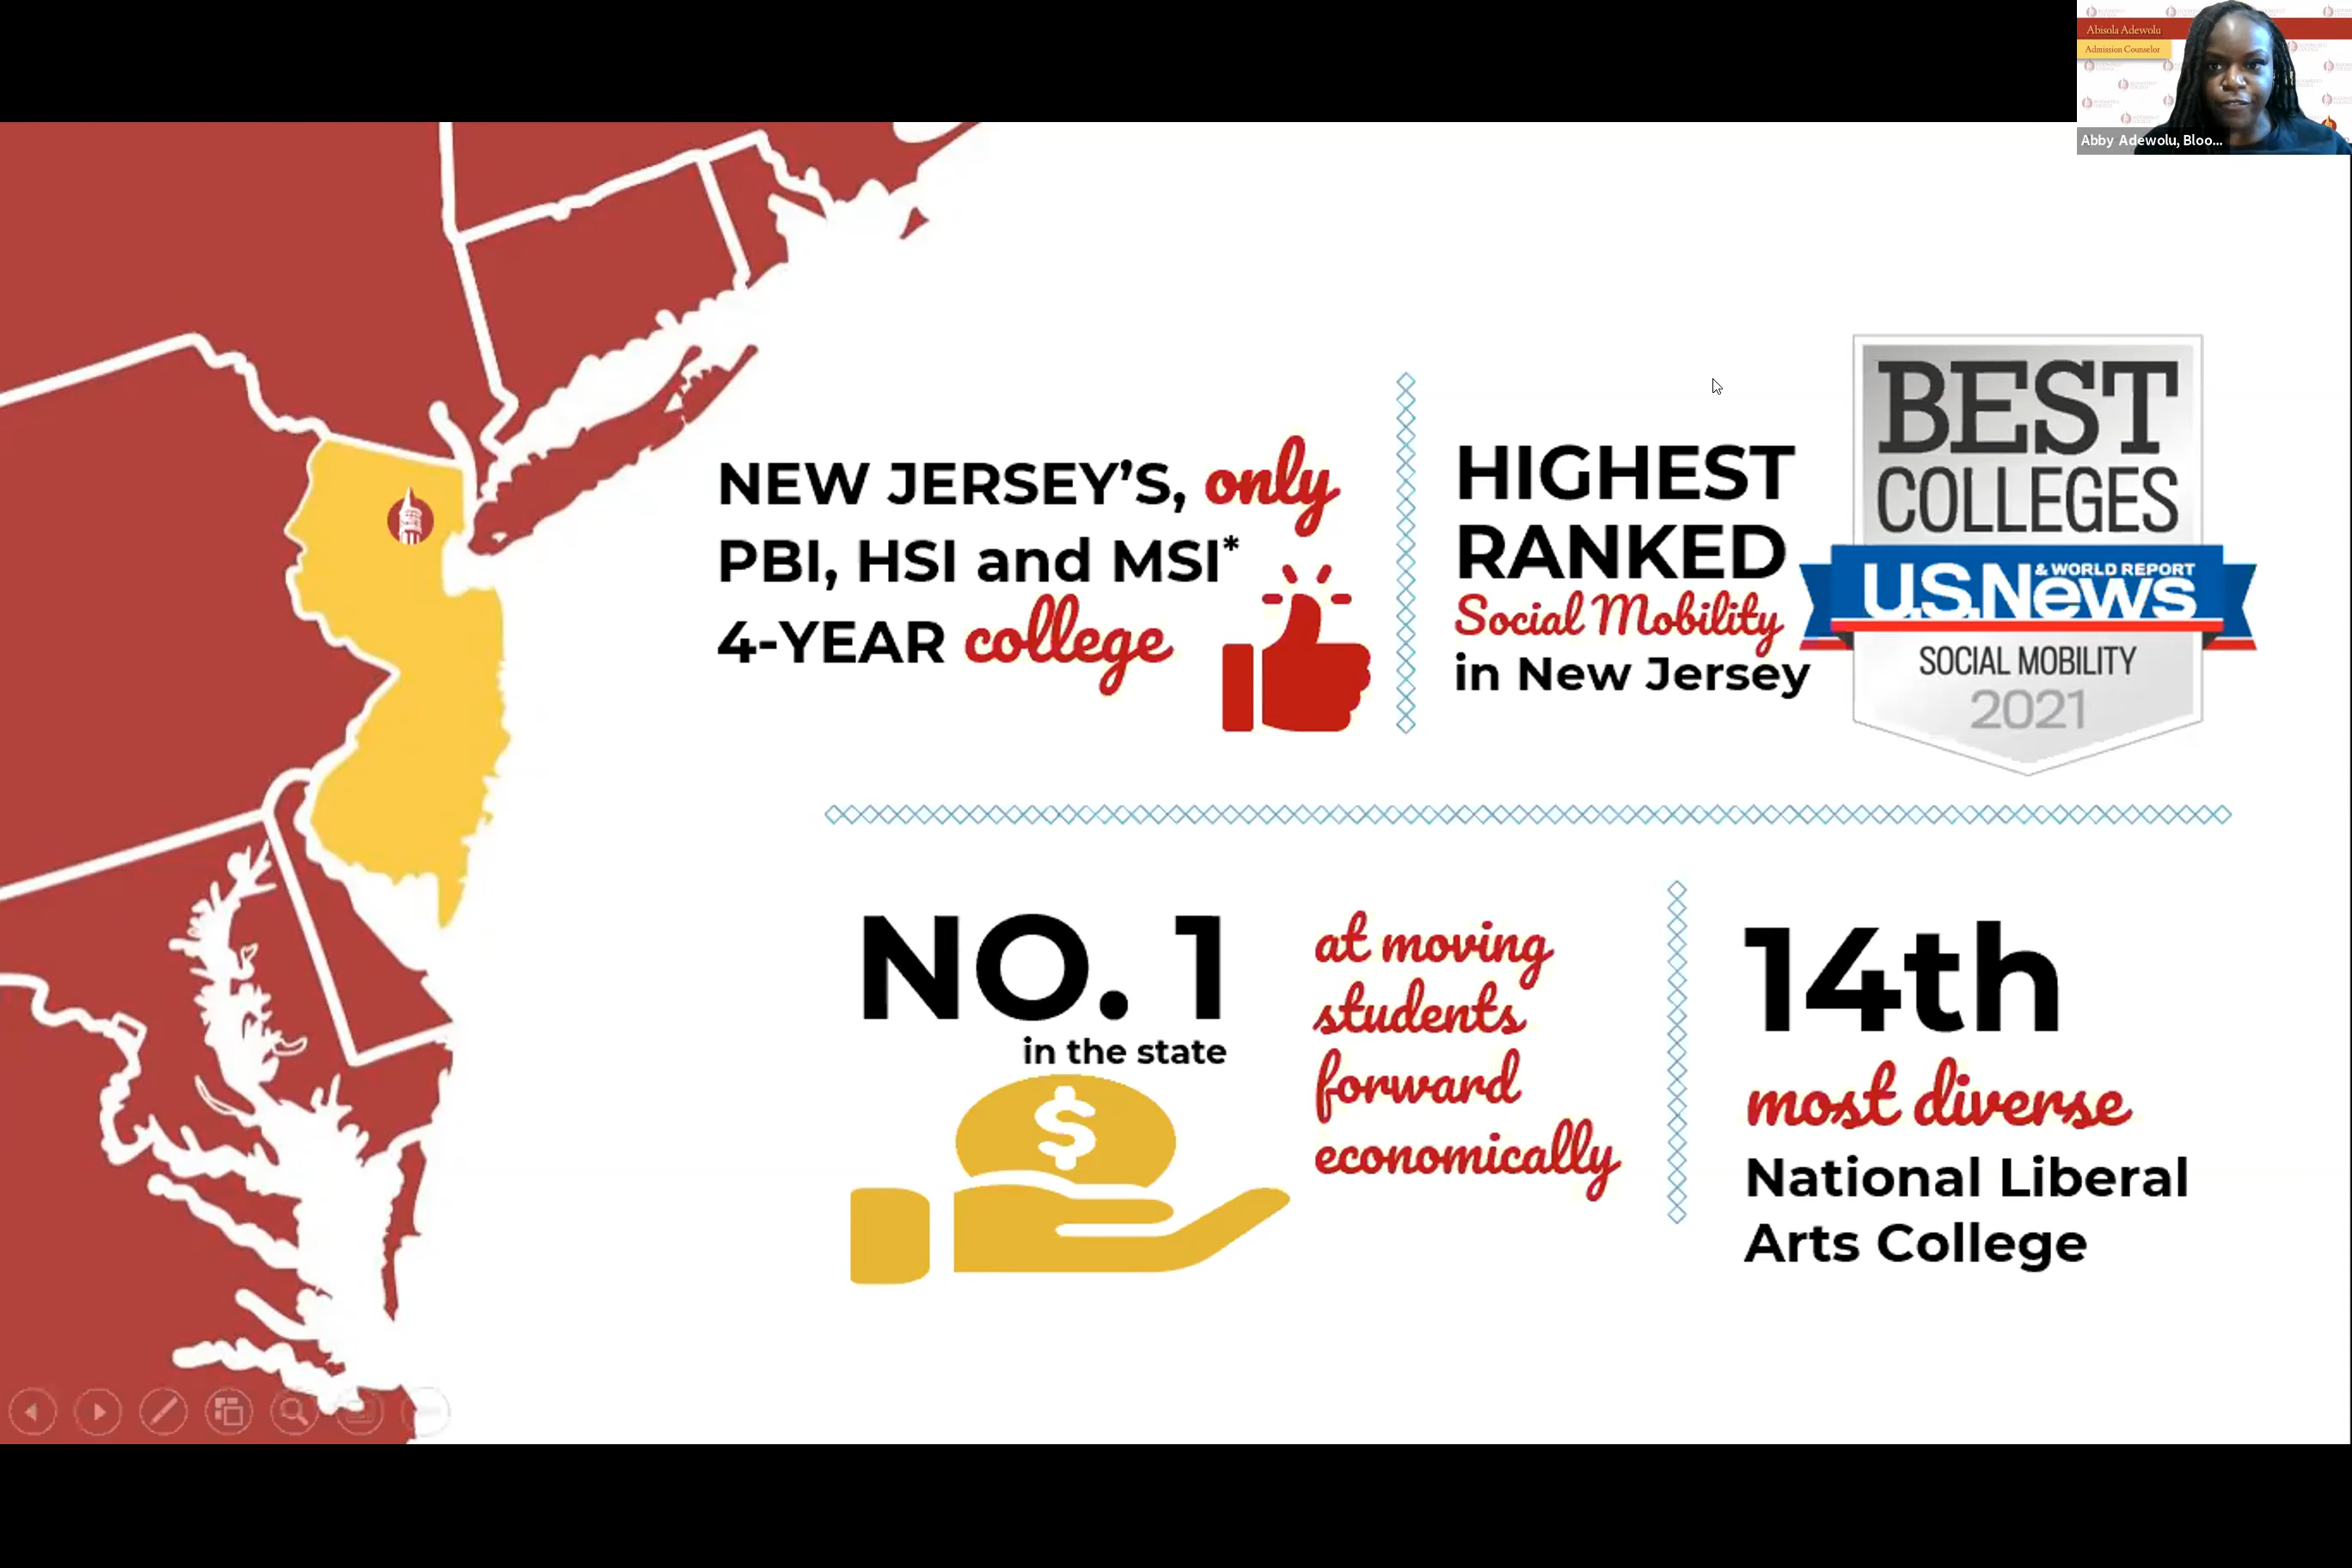 Abisola Adewolu
Admission Counselor
Abby Adewolu, Bloo...
NEW JERSEY'S, only
PBI, HSI and MSI*
4-YEAR college
HIGHEST
RANKED
Social Mobility
in New Jersey
BEST
COLLEGES
U.S.News
& WORLD REPORT
SOCIAL MOBILITY
2021
NO. 1
in the state
$
at moving
students
forward
economically
14th
most diverse
National Liberal
Arts College